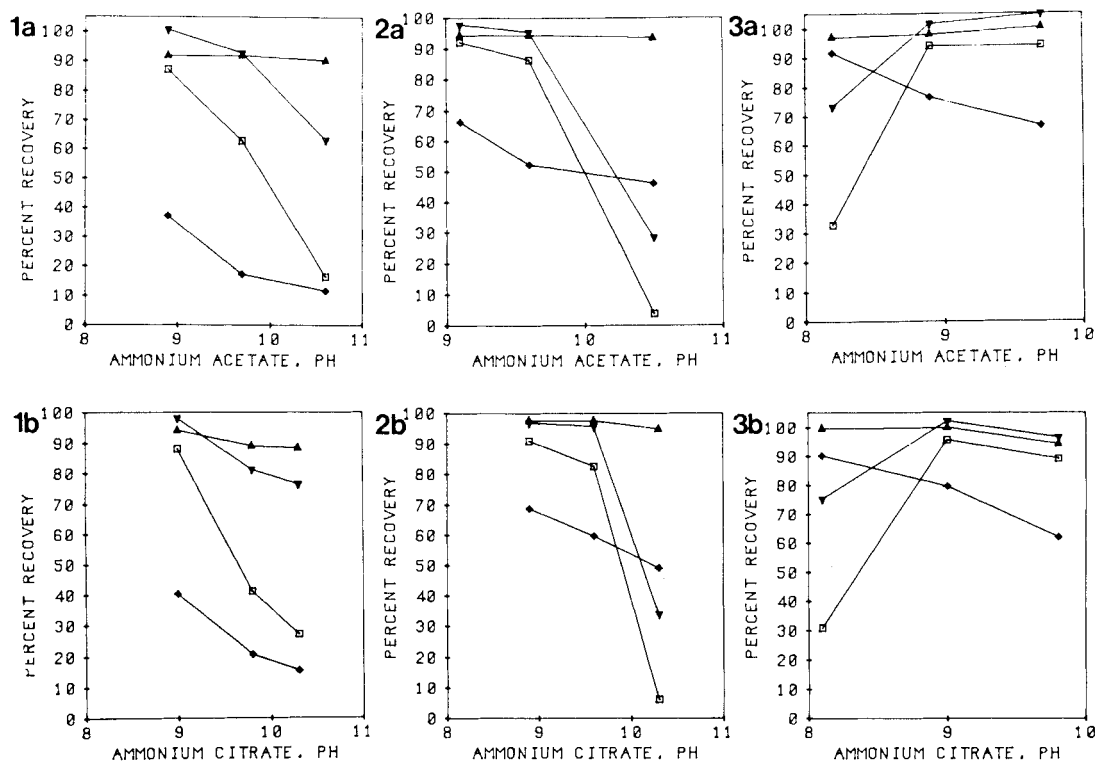 1a
100
90
80
70
60
50
40
30
20
10
0
PERCENT RECOVERY
8 9 10 11
AMMONIUM ACETATE, PH
2a
100
90
80
70
60
50
40
30
20
10
0
PERCENT RECOVERY
9 10 11
AMMONIUM ACETATE, PH
3a
100
90
80
70
60
50
40
30
20
10
0
PERCENT RECOVERY
8 9 10
AMMONIUM ACETATE, PH
1b
100
90
80
70
60
50
40
30
20
10
0
PERCENT RECOVERY
8 9 10 11
AMMONIUM CITRATE, PH
2b
100
90
80
70
60
50
40
30
20
10
0
PERCENT RECOVERY
8 9 10 11
AMMONIUM CITRATE, PH
3b
100
90
80
70
60
50
40
30
20
10
0
PERCENT RECOVERY
8 9 10
AMMONIUM CITRATE, PH